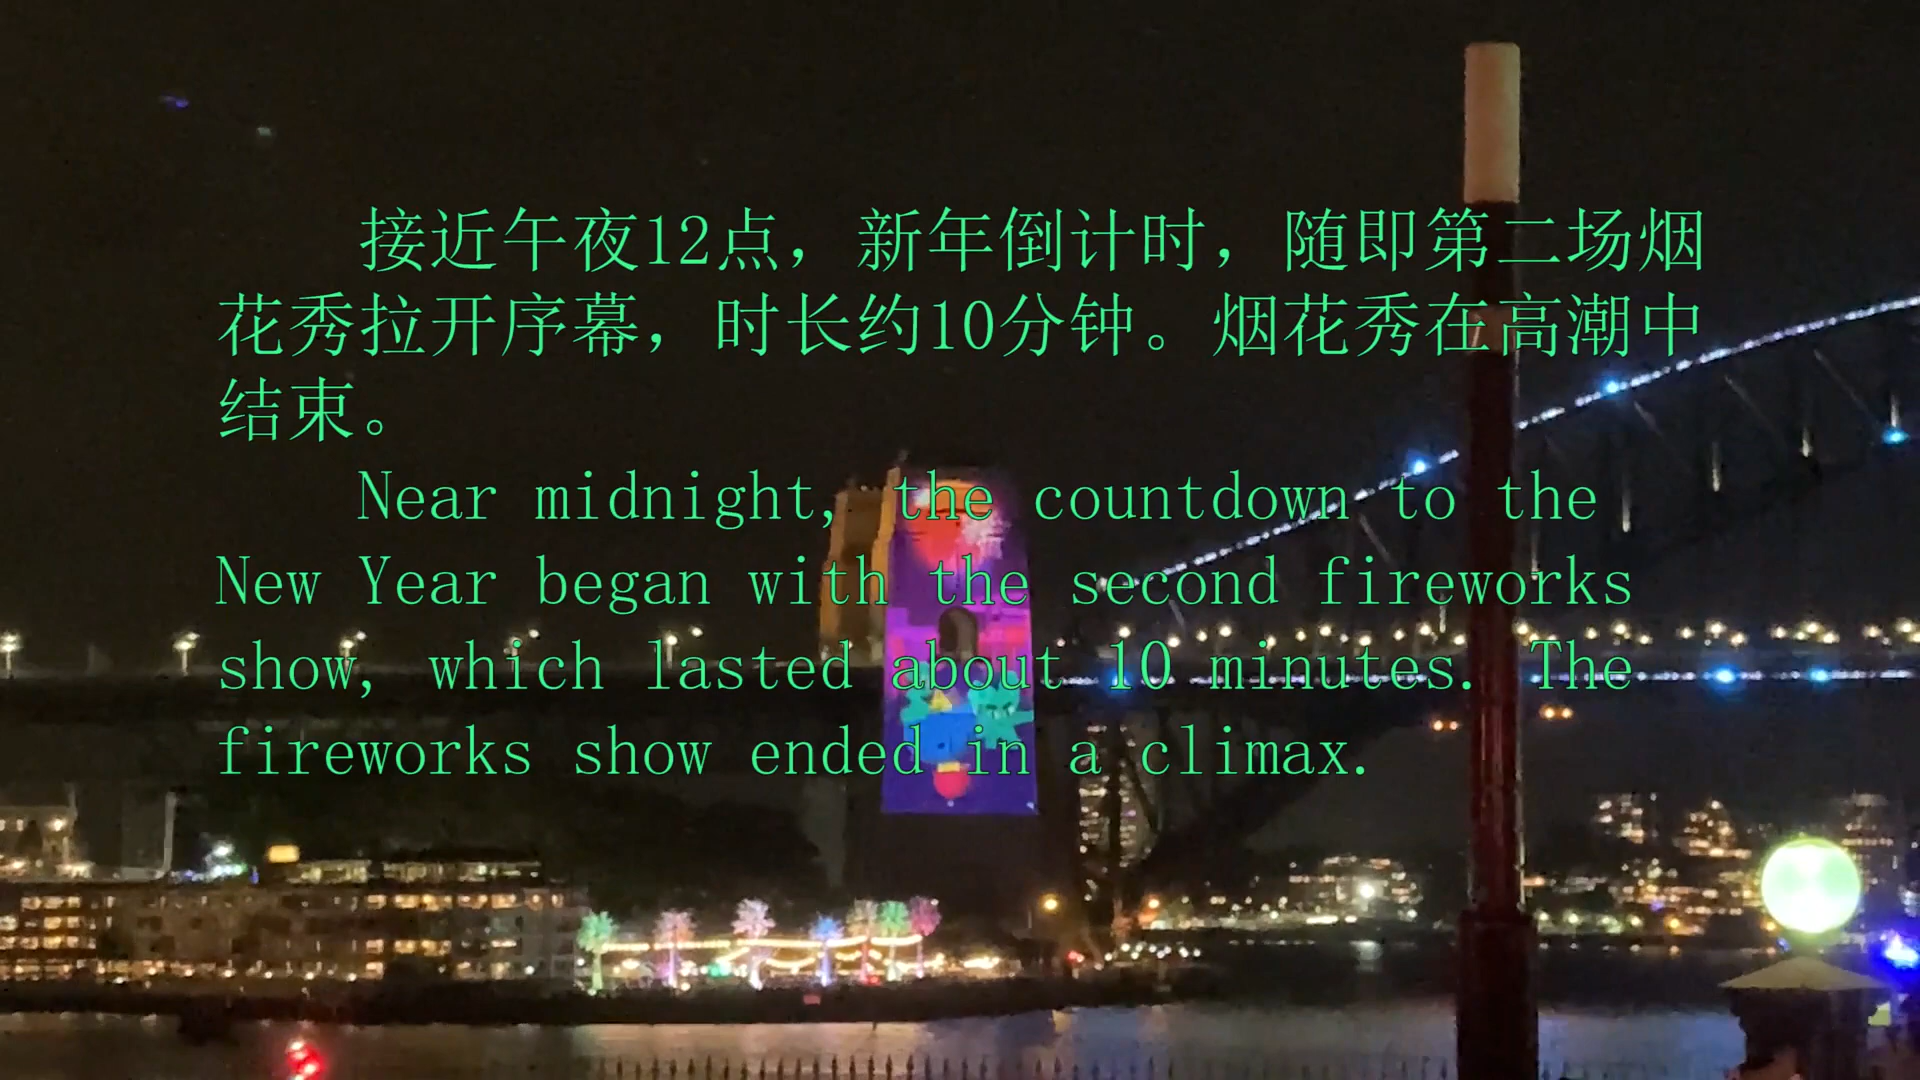 接近午夜12点，新年倒计时，随即第二场烟
花秀拉开序幕，时长约10分钟。烟花秀在高潮中
结束。
Near midnight, the countdown to the
New Year began with the second fireworks
show, which lasted about 10 minutes. The
fireworks show ended in a climax.